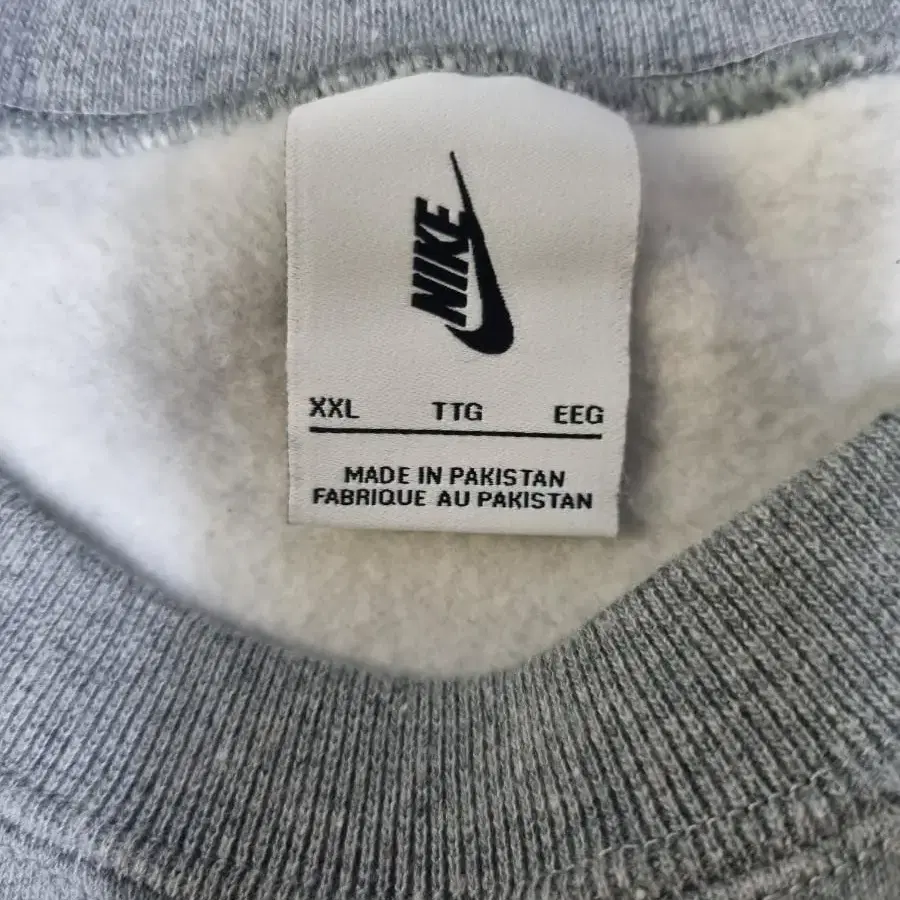 NIKE
XXL TTG EEG
MADE IN PAKISTAN
FABRIQUE AU PAKISTAN